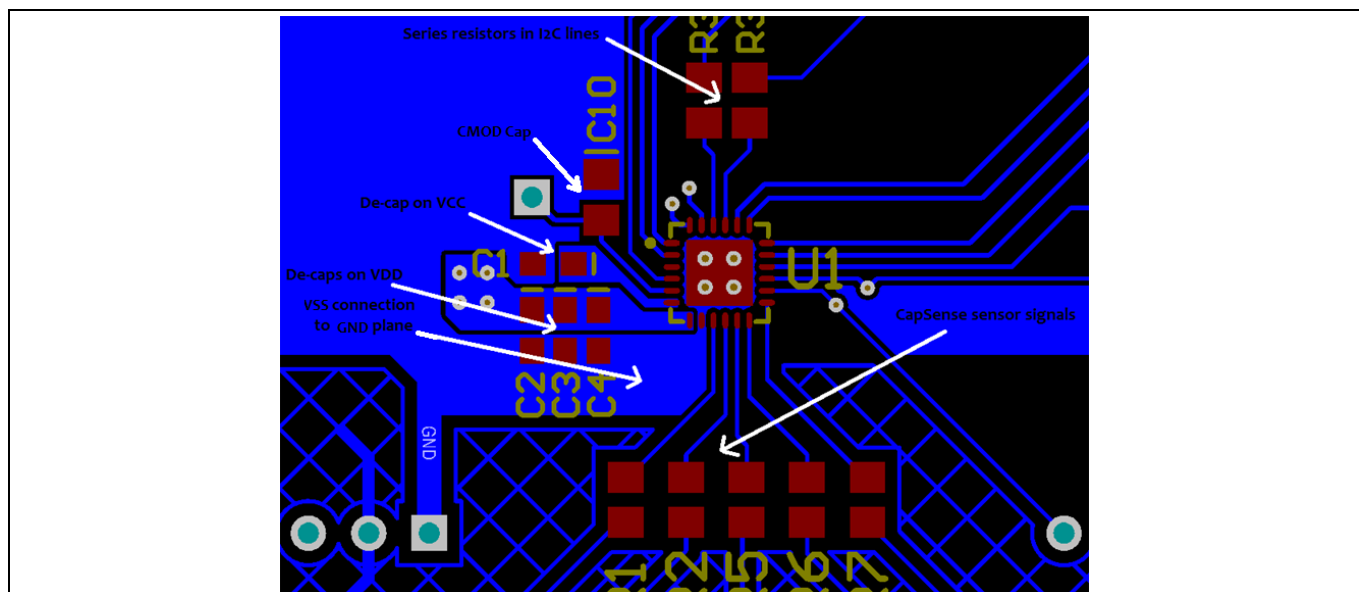 Series resistors in I2C lines
R3
R3
IC10
CMOD Cap
De-cap on VCC
C1
U1
De-caps on VDD
VSS connection
to GND plane
CapSense sensor signals
C2
C3
C4
GND